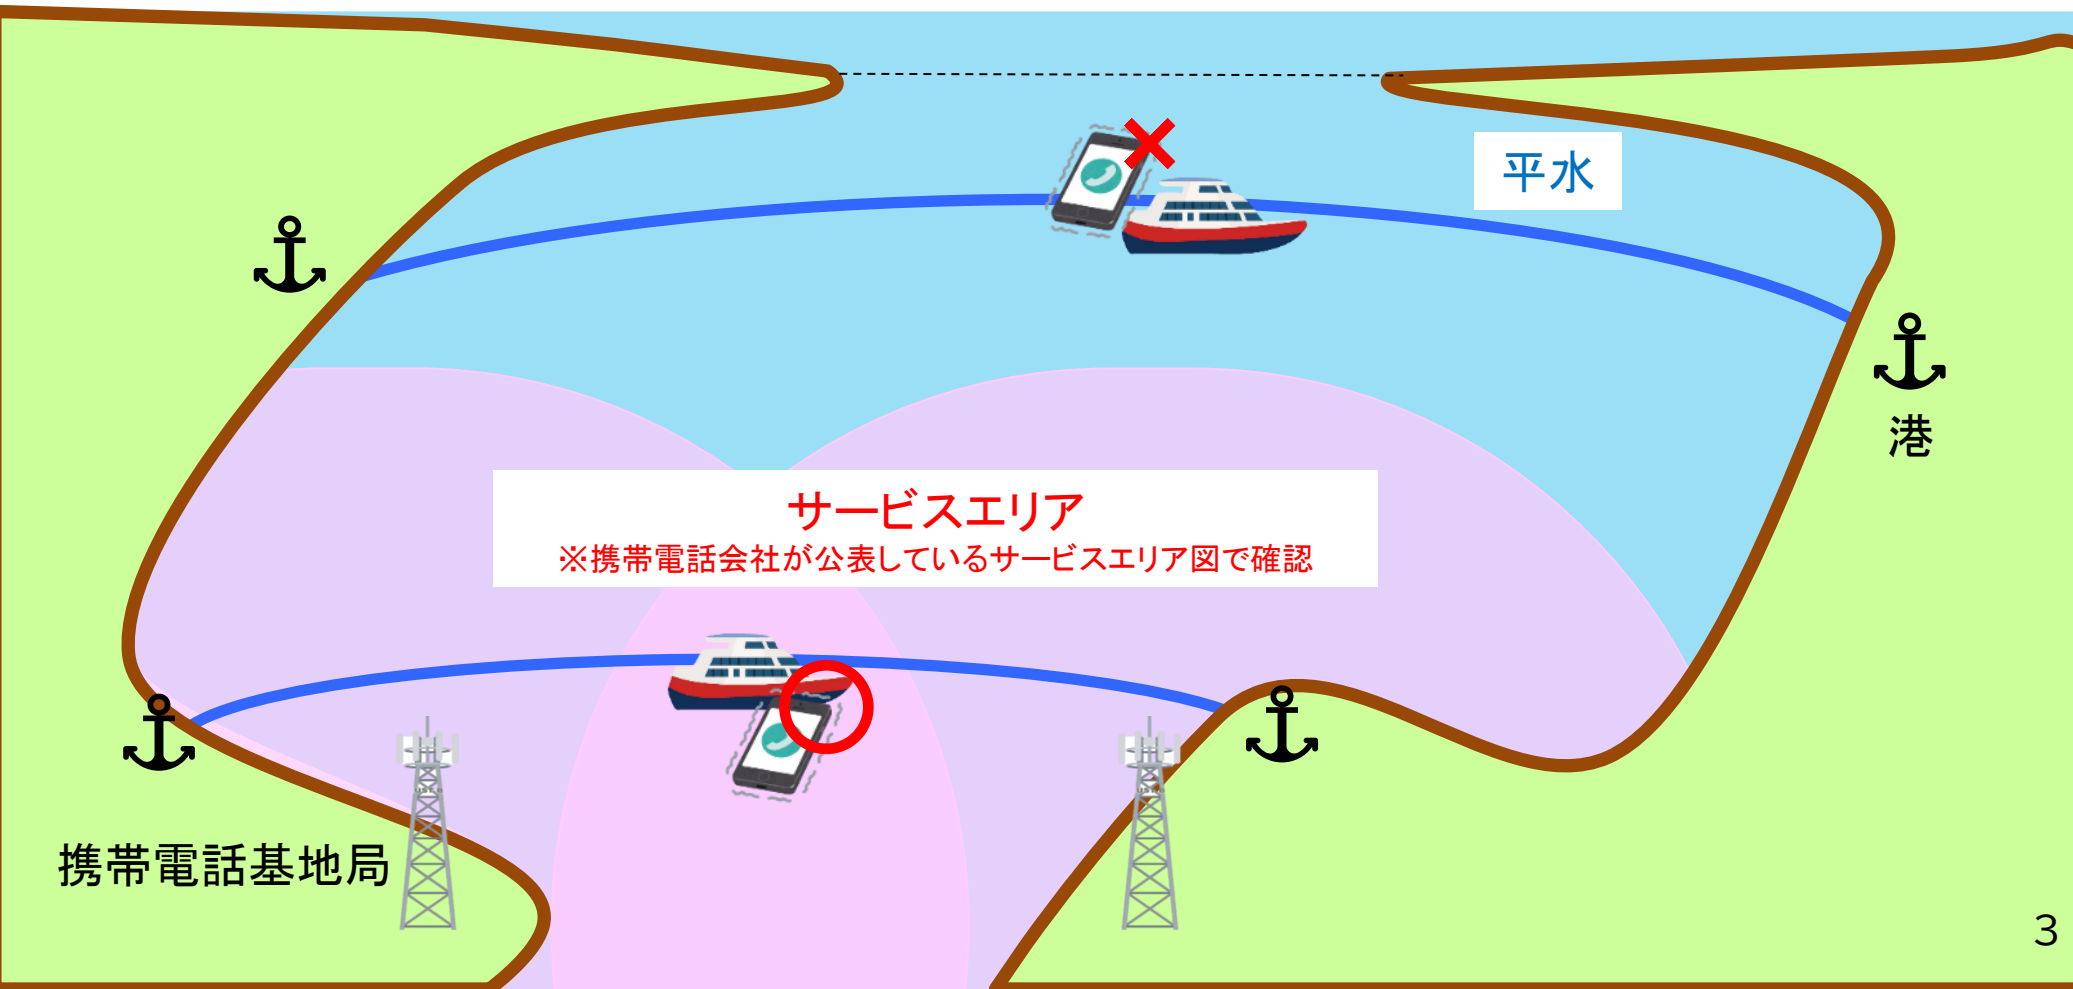 平水
港
サービスエリア
※携帯電話会社が公表しているサービスエリア図で確認
携帯電話基地局
3